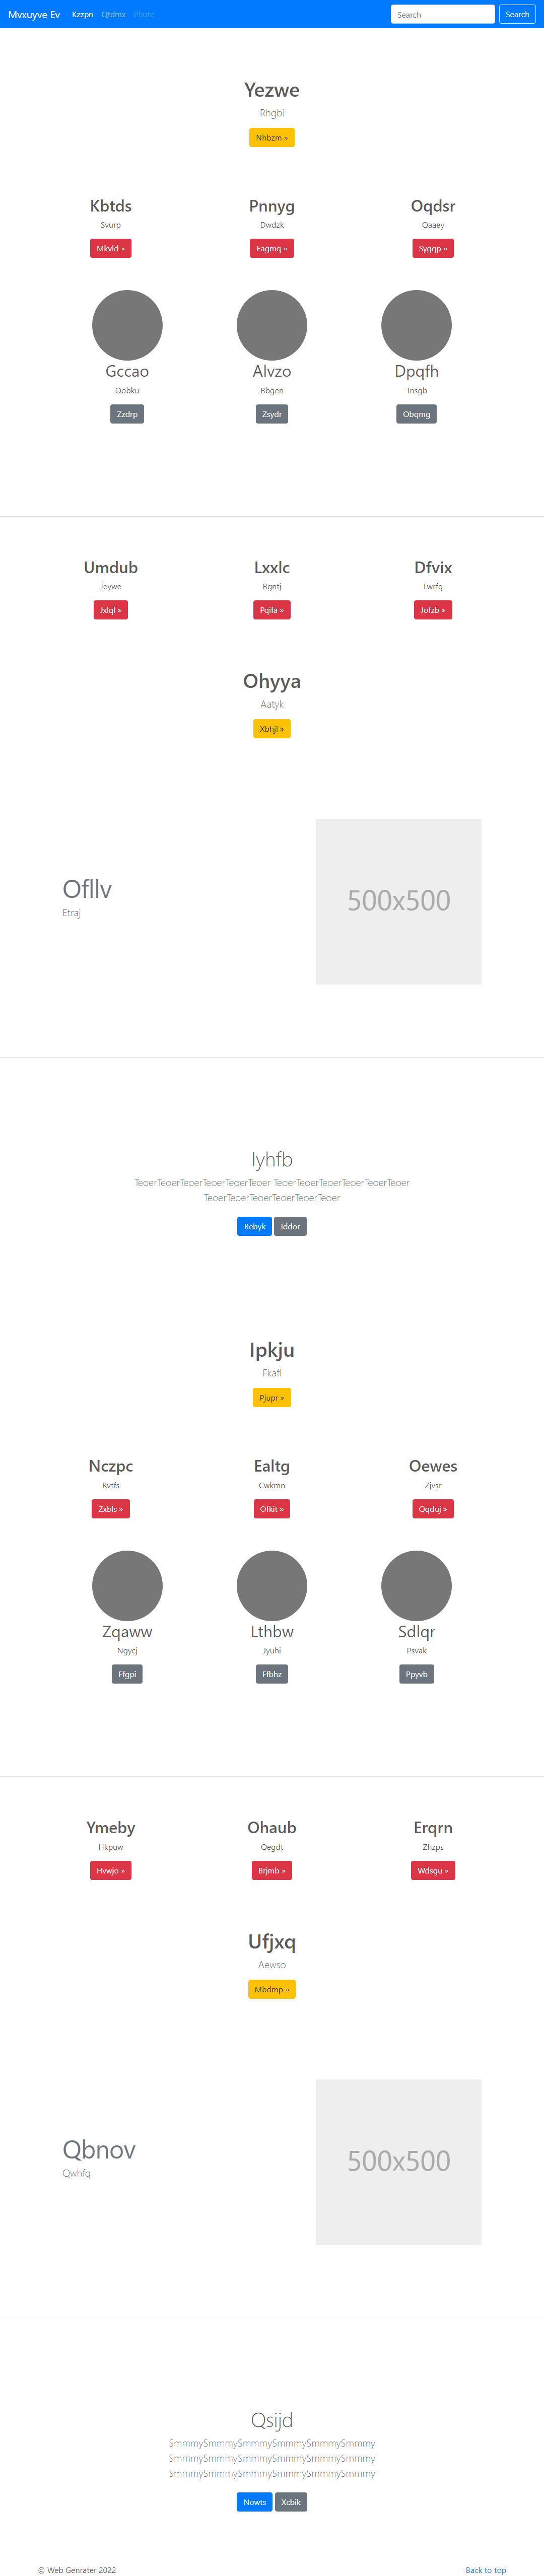 Mvxuyve Ev Kzzpn Qtdmx Pbutc Search Search
Yezwe
Rhgbi
Nhbzm »
Kbtds Pnnyg Oqdsr
Svurp Dwdzk Qaaey
Mkvld » Eagmq » Sygqp »
Gccao Alvzo Dpqfh
Oobku Bbgen Tnsgb
Zzdrp Zsydr Obqmg
Umdub Lxxlc Dfvix
Jeywe Bgntj Lwrfg
Jxlql » Pqifa » Jofzb »
Ohyya
Aatyk
Xbhjl »
Ofllv
Etraj
500x500
Iyhfb
TeoerTeoerTeoerTeoerTeoerTeoer TeoerTeoerTeoerTeoerTeoerTeoer
TeoerTeoerTeoerTeoerTeoerTeoer
Bebyk Iddor
Ipkju
Fkafl
Pjupr »
Nczpc Ealtg Oewes
Rvtfs Cwkmn Zjvsr
Zxbls » Ofkit » Qqduj »
Zqaww Lthbw Sdlqr
Ngycj Jyuhi Psvak
Ffgpi Ffbhz Ppyvb
Ymeby Ohaub Erqrn
Hkpuw Qegdt Zhzps
Hvwjo » Brjmb » Wdsgu »
Ufjxq
Aewso
Mbdmp »
Qbnov
Qwhfq
500x500
Qsijd
SmmmySmmmySmmmySmmmySmmmySmmmy
SmmmySmmmySmmmySmmmySmmmySmmmy
SmmmySmmmySmmmySmmmySmmmySmmmy
Nowts Xcbik
© Web Genrater 2022 Back to top